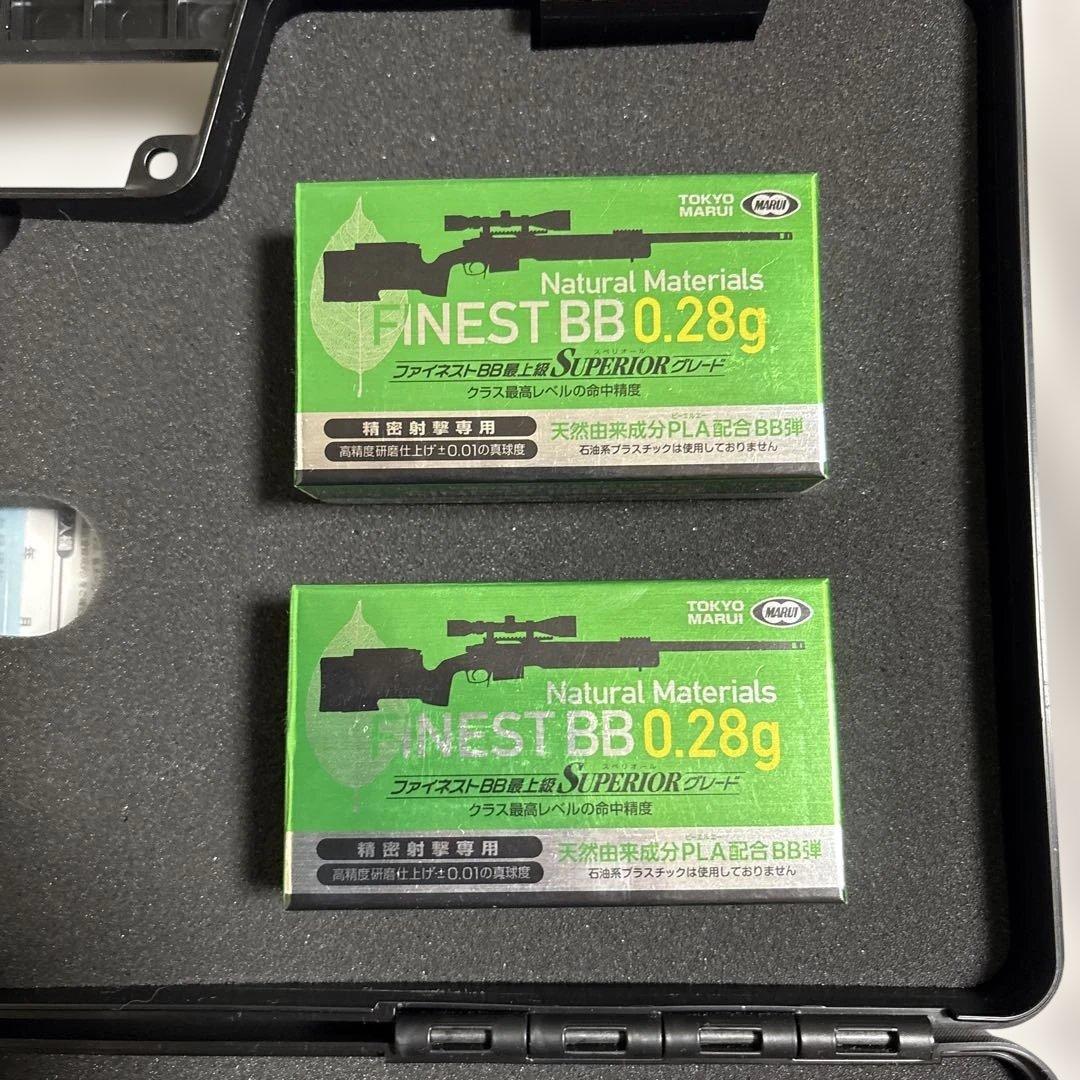 TOKYO
MARUI
MARUI
Natural Materials
FINEST BB 0.28g
スペリオール
ファイネストBB最上級SUPERIORグレード
クラス最高レベルの命中精度
精密射撃専用
高精度研磨仕上げ±0.01の真球度
ピーエルエー
天然由来成分PLA配合BB弾
石油系プラスチックは使用しておりません
TOKYO
MARUI
MARUI
Natural Materials
FINEST BB 0.28g
スペリオール
ファイネストBB最上級SUPERIORグレード
クラス最高レベルの命中精度
精密射撃専用
高精度研磨仕上げ±0.01の真球度
ピーエルエー
天然由来成分PLA配合BB弾
石油系プラスチックは使用しておりません